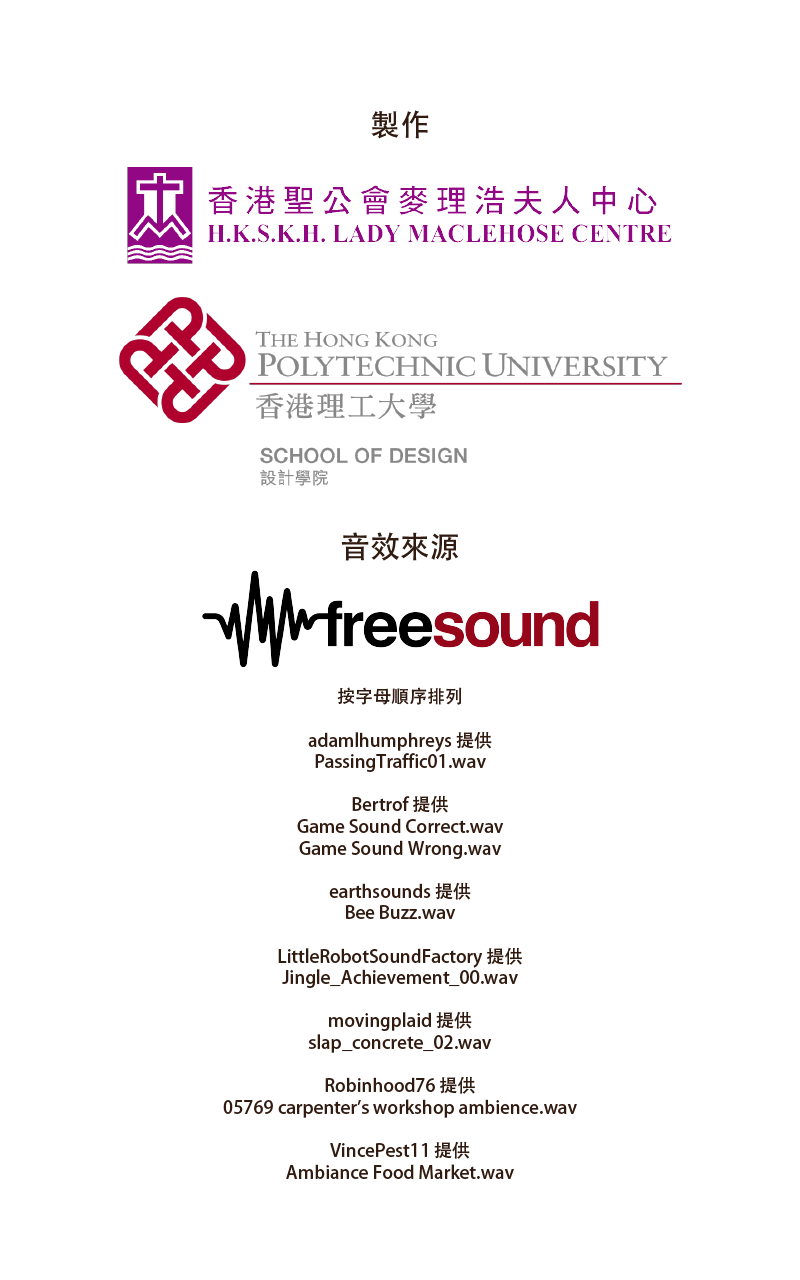 製作
香港聖公會麥理浩夫人中心
H.K.S.K.H. LADY MACLEHOSE CENTRE
THE HONG KONG
POLYTECHNIC UNIVERSITY
香港理工大學
SCHOOL OF DESIGN
設計學院
音效來源
freesound
按字母順序排列
adamlhumphreys 提供
PassingTraffic01.wav
Bertrof 提供
Game Sound Correct.wav
Game Sound Wrong.wav
earthsounds 提供
Bee Buzz.wav
LittleRobotSoundFactory 提供
Jingle_Achievement_00.wav
movingplaid 提供
slap_concrete_02.wav
Robinhood76 提供
05769 carpenter’s workshop ambience.wav
VincePest11 提供
Ambiance Food Market.wav